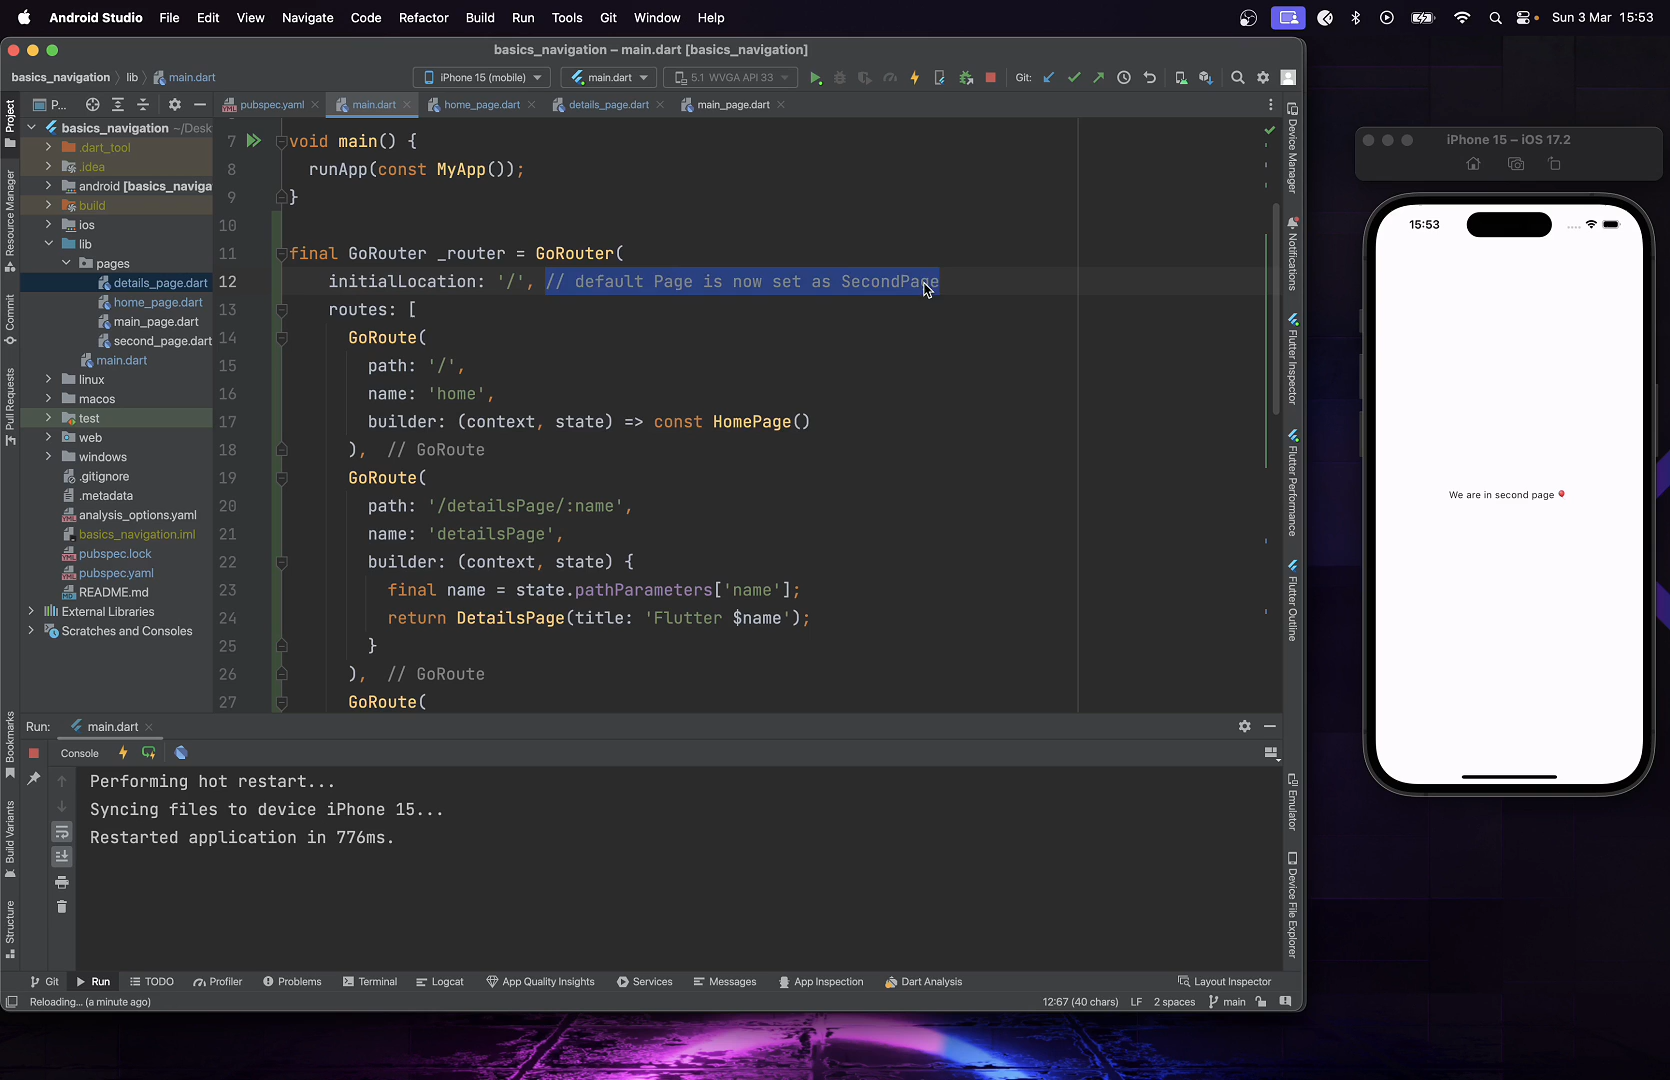 Android Studio File Edit View Navigate Code Refactor Build Run Tools Git Window Help Sun 3 Mar 15:53
basics_navigation – main.dart [basics_navigation]
basics_navigation lib main.dart iPhone 15 (mobile) main.dart 5.1 WVGA API 33 Git:
Project P... pubspec.yaml main.dart home_page.dart details_page.dart main_page.dart
basics_navigation ~/Desk
.dart_tool
.idea
android [basics_naviga
build
ios
lib
pages
details_page.dart
home_page.dart
main_page.dart
second_page.dart
main.dart
linux
macos
test
web
windows
.gitignore
.metadata
analysis_options.yaml
basics_navigation.iml
pubspec.lock
pubspec.yaml
README.md
External Libraries
Scratches and Consoles
Resource Manager
Commit
Pull Requests
Bookmarks
Build Variants
Structure
7 void main() {
8 runApp(const MyApp());
9 }
10
11 final GoRouter _router = GoRouter(
12 initialLocation: '/', // default Page is now set as SecondPage
13 routes: [
14 GoRoute(
15 path: '/',
16 name: 'home',
17 builder: (context, state) => const HomePage()
18 ), // GoRoute
19 GoRoute(
20 path: '/detailsPage/:name',
21 name: 'detailsPage',
22 builder: (context, state) {
23 final name = state.pathParameters['name'];
24 return DetailsPage(title: 'Flutter $name');
25 }
26 ), // GoRoute
27 GoRoute(
Device Manager
Notifications
Flutter Inspector
Flutter Performance
Flutter Outline
Emulator
Device File Explorer
Run: main.dart
Console
Performing hot restart...
Syncing files to device iPhone 15...
Restarted application in 776ms.
Git Run TODO Profiler Problems Terminal Logcat App Quality Insights Services Messages App Inspection Dart Analysis Layout Inspector
Reloading... (a minute ago) 12:67 (40 chars) LF 2 spaces main
iPhone 15 – iOS 17.2
15:53
We are in second page 🎈